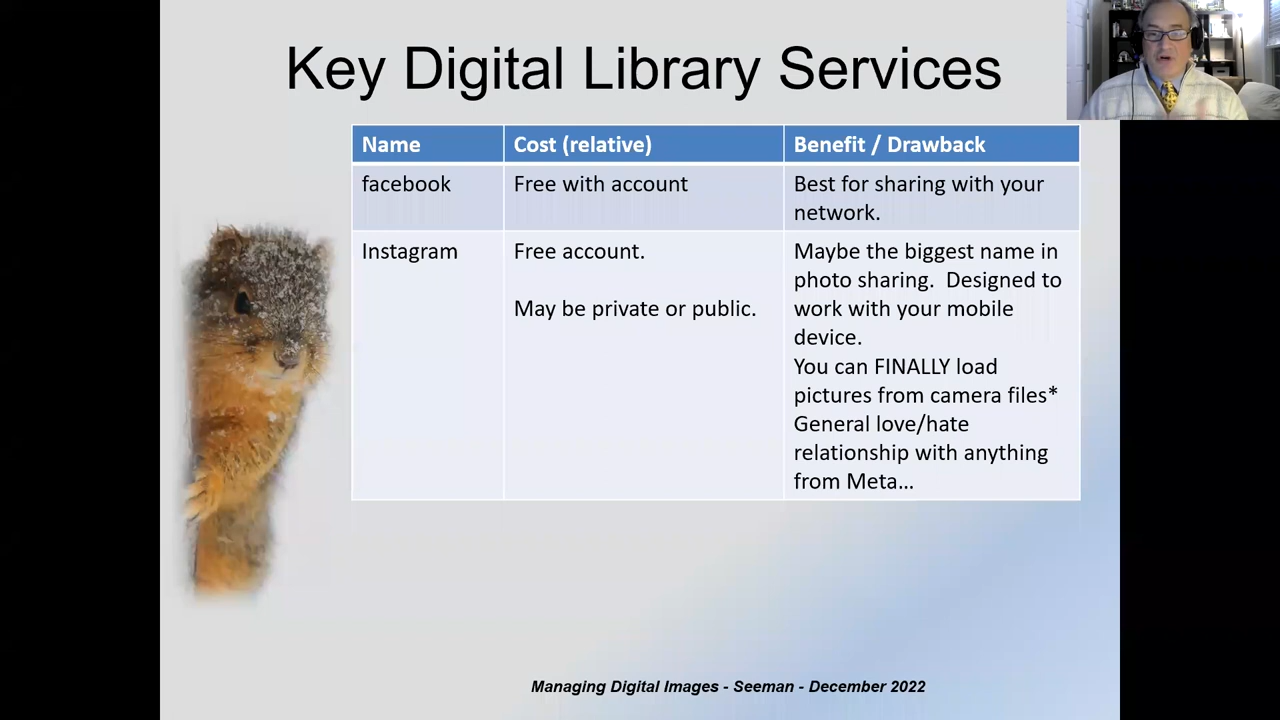 Key Digital Library Services
Name
Cost (relative)
Benefit / Drawback
facebook
Free with account
Best for sharing with your
network.
Instagram
Free account.
May be private or public.
Maybe the biggest name in
photo sharing.  Designed to
work with your mobile
device.
You can FINALLY load
pictures from camera files*
General love/hate
relationship with anything
from Meta…
Managing Digital Images - Seeman - December 2022